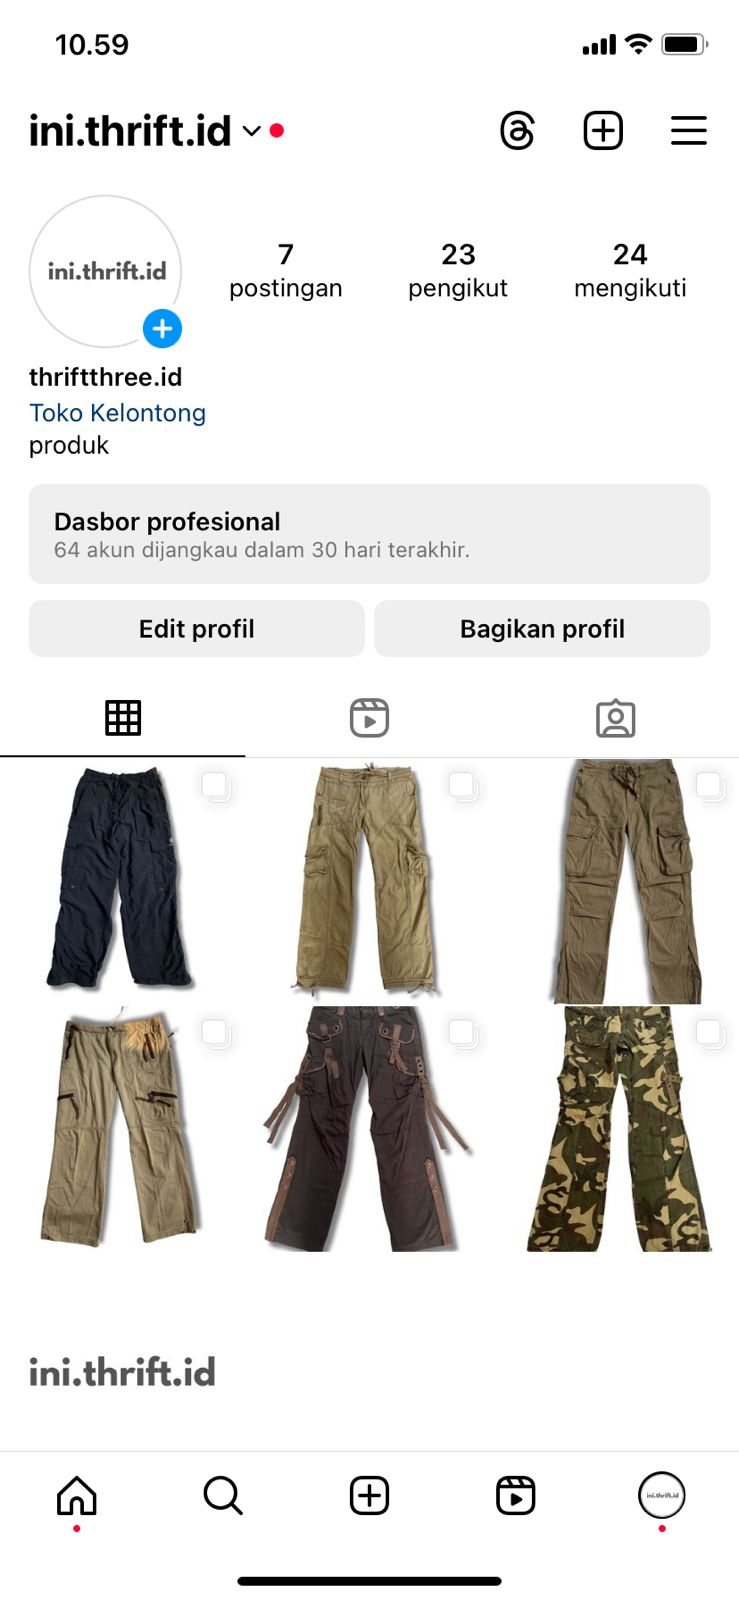 10.59
ini.thrift.id
ini.thrift.id
7 23 24
postingan pengikut mengikuti
thriftthree.id
Toko Kelontong
produk
Dasbor profesional
64 akun dijangkau dalam 30 hari terakhir.
Edit profil Bagikan profil
ini.thrift.id
ini.thrift.id